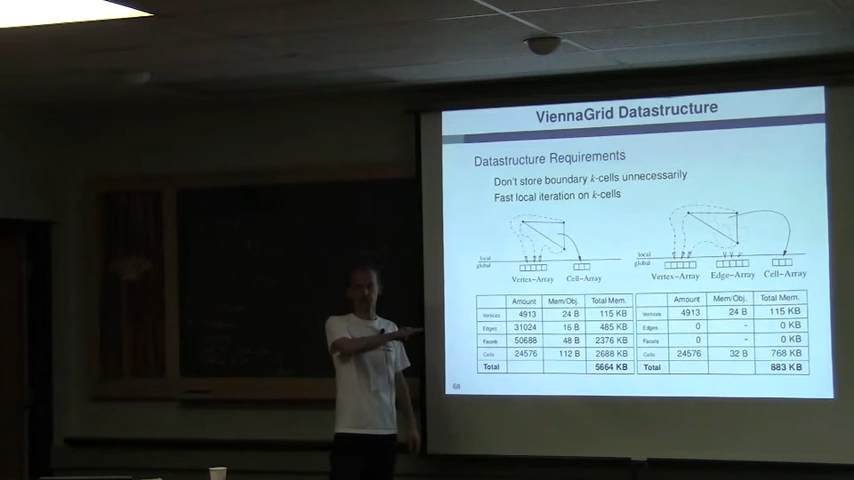 ViennaGrid Datastructure
Datastructure Requirements
Don't store boundary k-cells unnecessarily
Fast local iteration on k-cells
local
global
Vertex-Array Cell-Array
local
global
Vertex-Array Edge-Array Cell-Array
Amount Mem/Obj. Total Mem.
Vertices 4913 24 B 115 KB
Edges 31024 16 B 485 KB
Facets 50688 48 B 2376 KB
Cells 24576 112 B 2688 KB
Total 5664 KB
Amount Mem/Obj. Total Mem.
Vertices 4913 24 B 115 KB
Edges 0 - 0 KB
Facets 0 - 0 KB
Cells 24576 32 B 768 KB
Total 883 KB
68